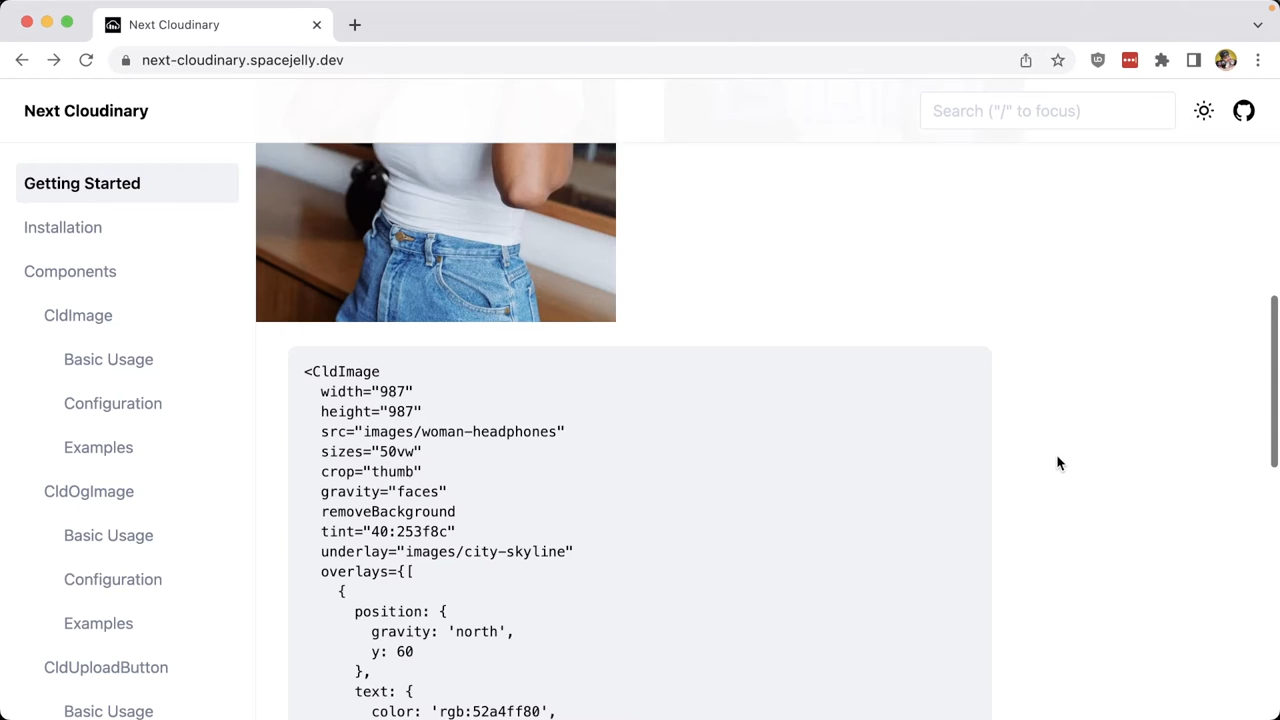 Next Cloudinary
next-cloudinary.spacejelly.dev
Next Cloudinary
Search ("/" to focus)
Getting Started
Installation
Components
CldImage
Basic Usage
Configuration
Examples
CldOgImage
Basic Usage
Configuration
Examples
CldUploadButton
Basic Usage
<CldImage
width="987"
height="987"
src="images/woman-headphones"
sizes="50vw"
crop="thumb"
gravity="faces"
removeBackground
tint="40:253f8c"
underlay="images/city-skyline"
overlays={[
{
position: {
gravity: 'north',
y: 60
},
text: {
color: 'rgb:52a4ff80',